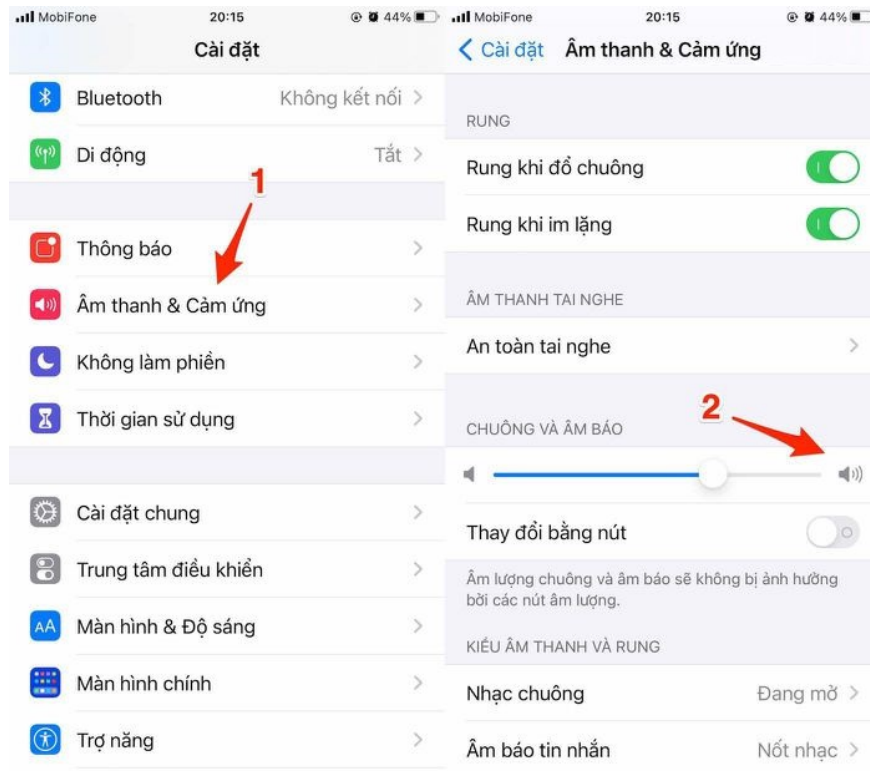 MobiFone 20:15 44%
Cài đặt
Bluetooth Không kết nối
Di động Tắt
1
Thông báo
Âm thanh & Cảm ứng
Không làm phiền
Thời gian sử dụng
Cài đặt chung
Trung tâm điều khiển
AA Màn hình & Độ sáng
Màn hình chính
Trợ năng
MobiFone 20:15 44%
Cài đặt Âm thanh & Cảm ứng
RUNG
Rung khi đổ chuông
Rung khi im lặng
ÂM THANH TAI NGHE
An toàn tai nghe
2
CHUÔNG VÀ ÂM BÁO
Thay đổi bằng nút
Âm lượng chuông và âm báo sẽ không bị ảnh hưởng
bởi các nút âm lượng.
KIỂU ÂM THANH VÀ RUNG
Nhạc chuông Đang mở
Âm báo tin nhắn Nốt nhạc